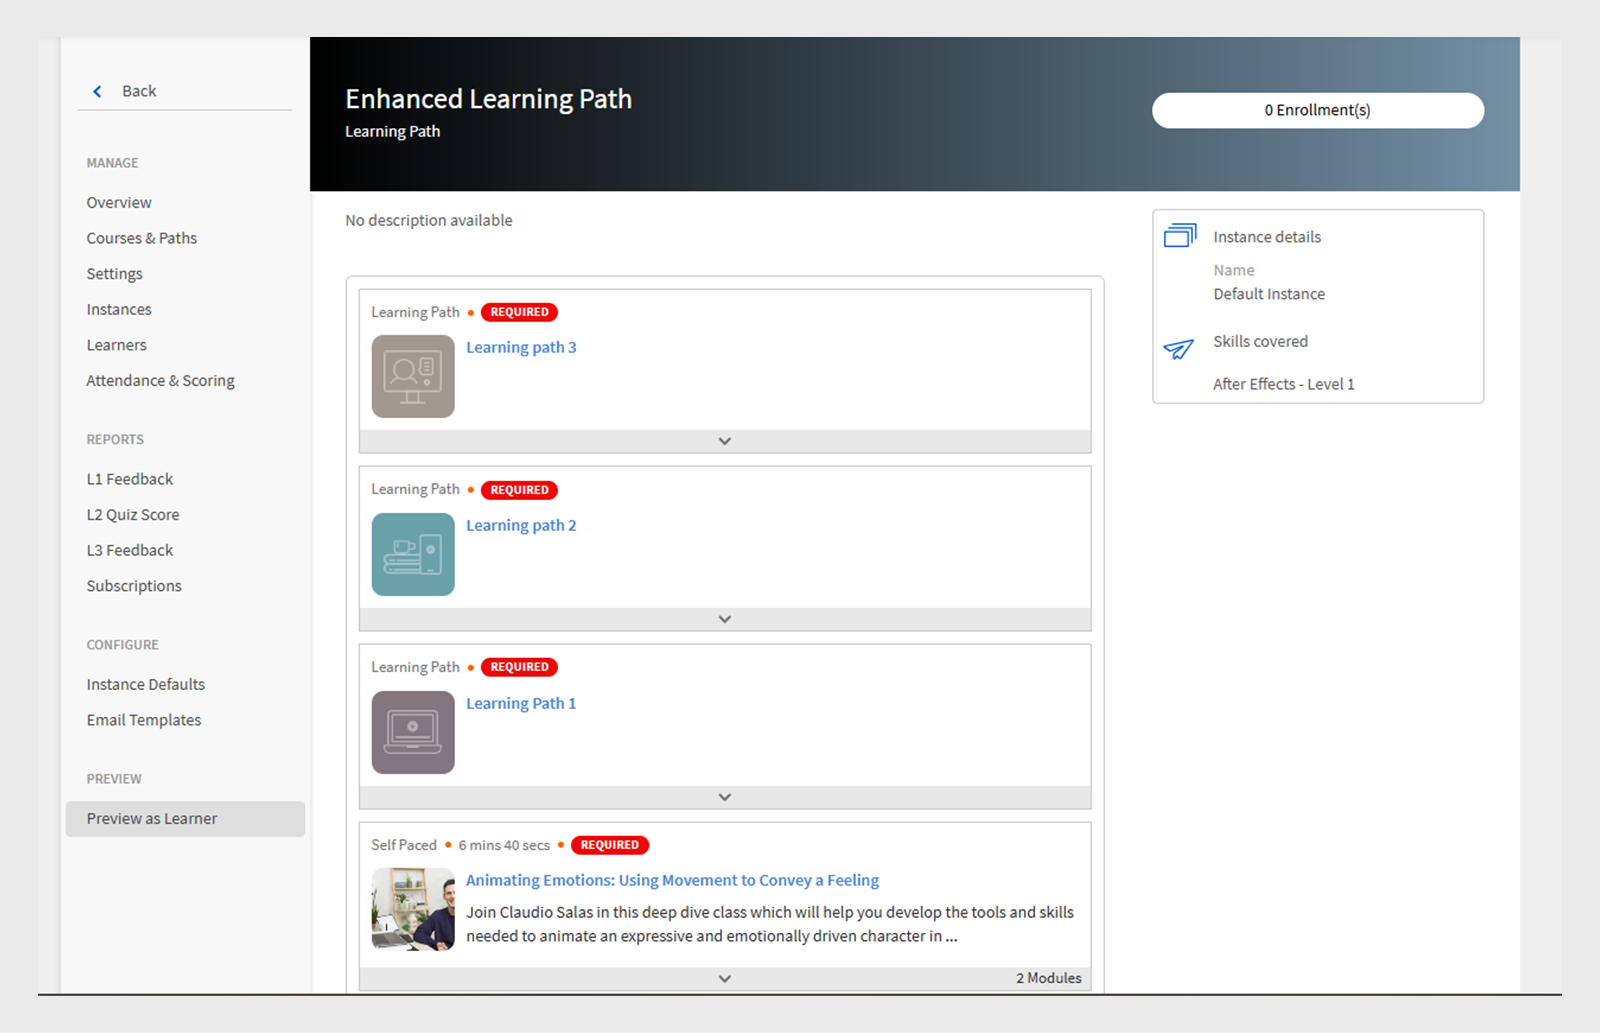 Back
MANAGE
Overview
Courses & Paths
Settings
Instances
Learners
Attendance & Scoring
REPORTS
L1 Feedback
L2 Quiz Score
L3 Feedback
Subscriptions
CONFIGURE
Instance Defaults
Email Templates
PREVIEW
Preview as Learner
Enhanced Learning Path
Learning Path
0 Enrollment(s)
No description available
Learning Path • REQUIRED
Learning path 3
Learning Path • REQUIRED
Learning path 2
Learning Path • REQUIRED
Learning Path 1
Self Paced • 6 mins 40 secs • REQUIRED
Animating Emotions: Using Movement to Convey a Feeling
Join Claudio Salas in this deep dive class which will help you develop the tools and skills
needed to animate an expressive and emotionally driven character in ...
2 Modules
Instance details
Name
Default Instance
Skills covered
After Effects - Level 1